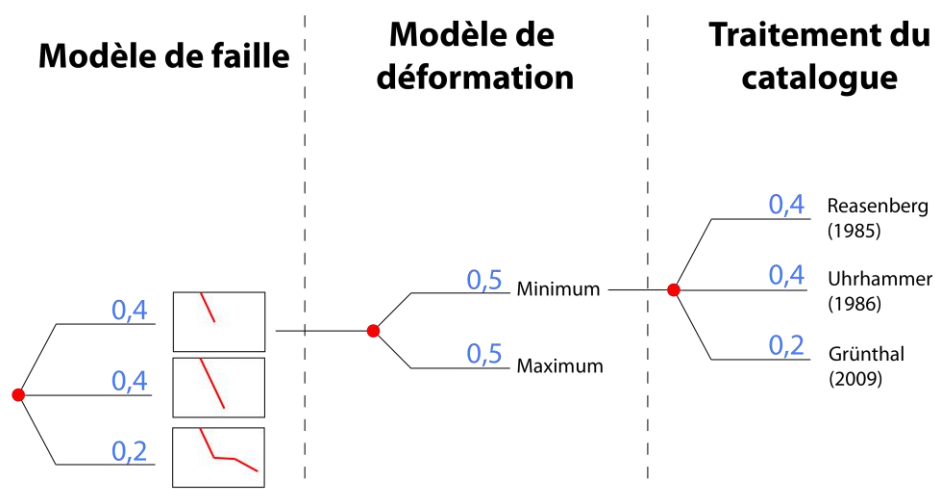 Modèle de faille
Modèle de
déformation
Traitement du
catalogue
0,4
0,4
0,2
0,5
Minimum
0,5
Maximum
0,4
Reasenberg
(1985)
0,4
Uhrhammer
(1986)
0,2
Grünthal
(2009)